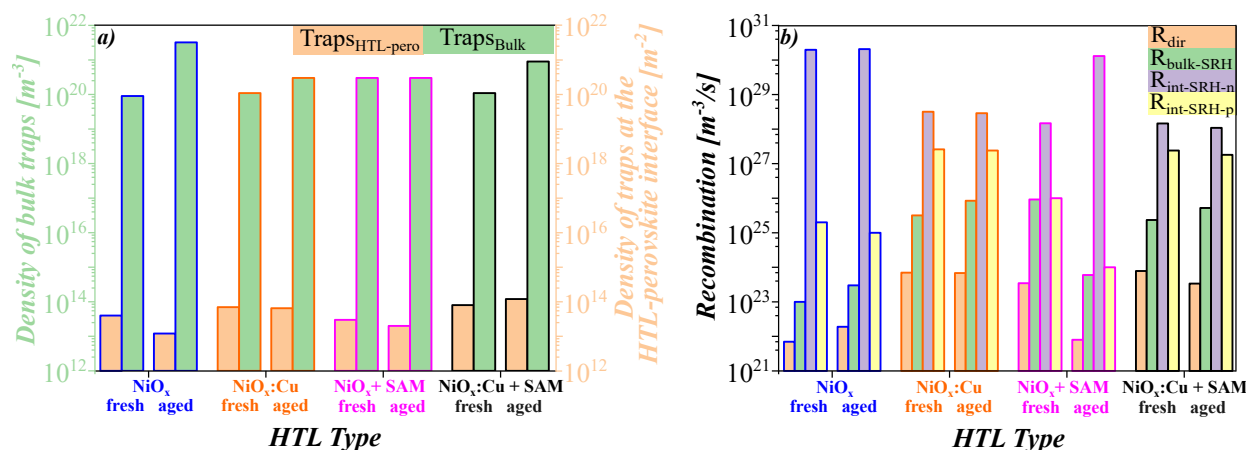 a)
Traps_HTL-pero Traps_Bulk
Density of bulk traps [m^-3]
10^22
10^20
10^18
10^16
10^14
10^12
10^22
10^20
10^18
10^16
10^14
10^12
Density of traps at the
HTL-perovskite interface [m^-2]
NiO_x NiO_x:Cu NiO_x+ SAM NiO_x:Cu + SAM
fresh aged fresh aged fresh aged fresh aged
HTL Type
b)
R_dir
R_bulk-SRH
R_int-SRH-n
R_int-SRH-p
Recombination [m^-3/s]
10^31
10^29
10^27
10^25
10^23
10^21
NiO_x NiO_x:Cu NiO_x+ SAM NiO_x:Cu + SAM
fresh aged fresh aged fresh aged fresh aged
HTL Type